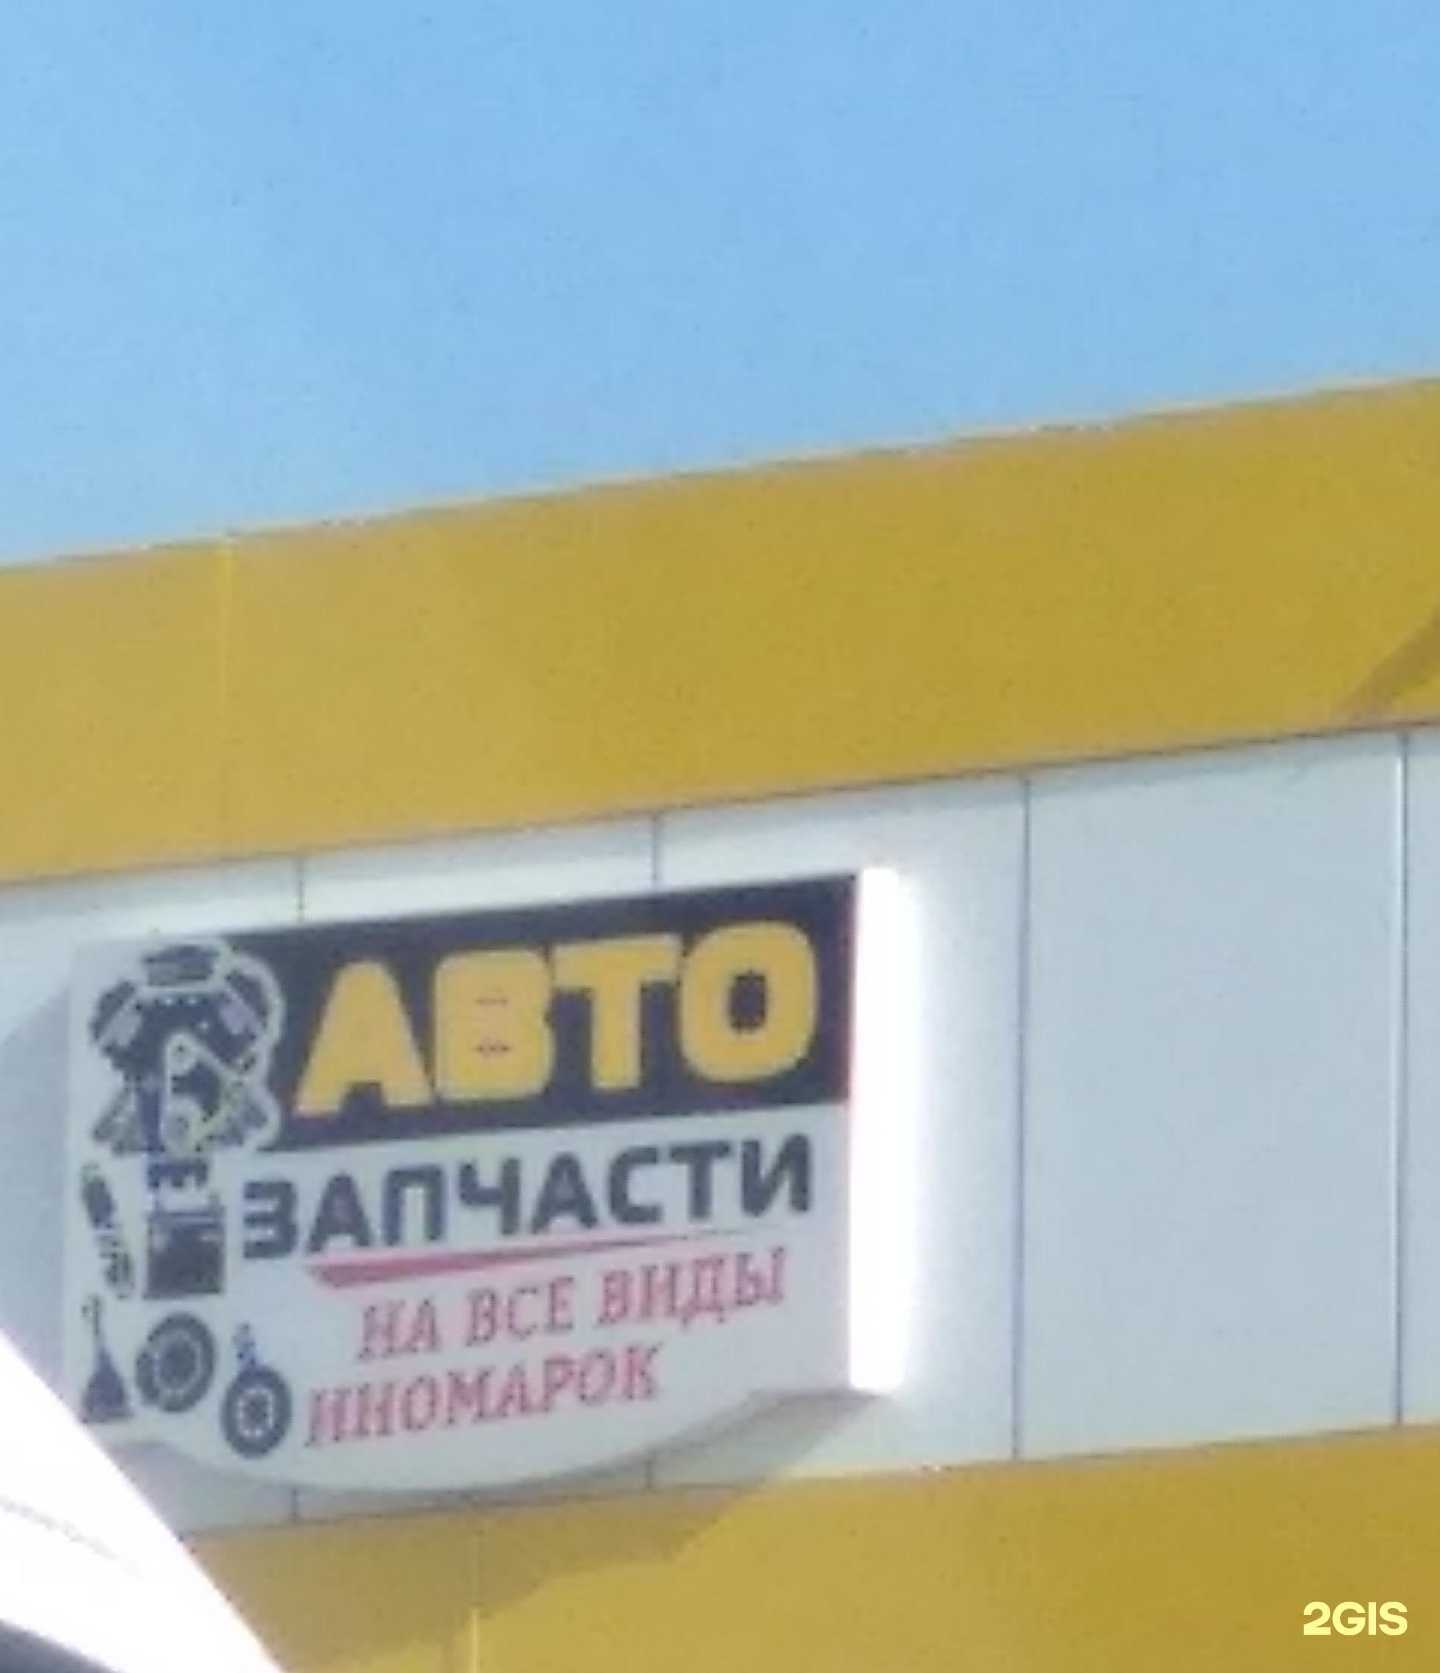 АВТО
ЗАПЧАСТИ
НА ВСЕ ВИДЫ
ИНОМАРОК
2GIS